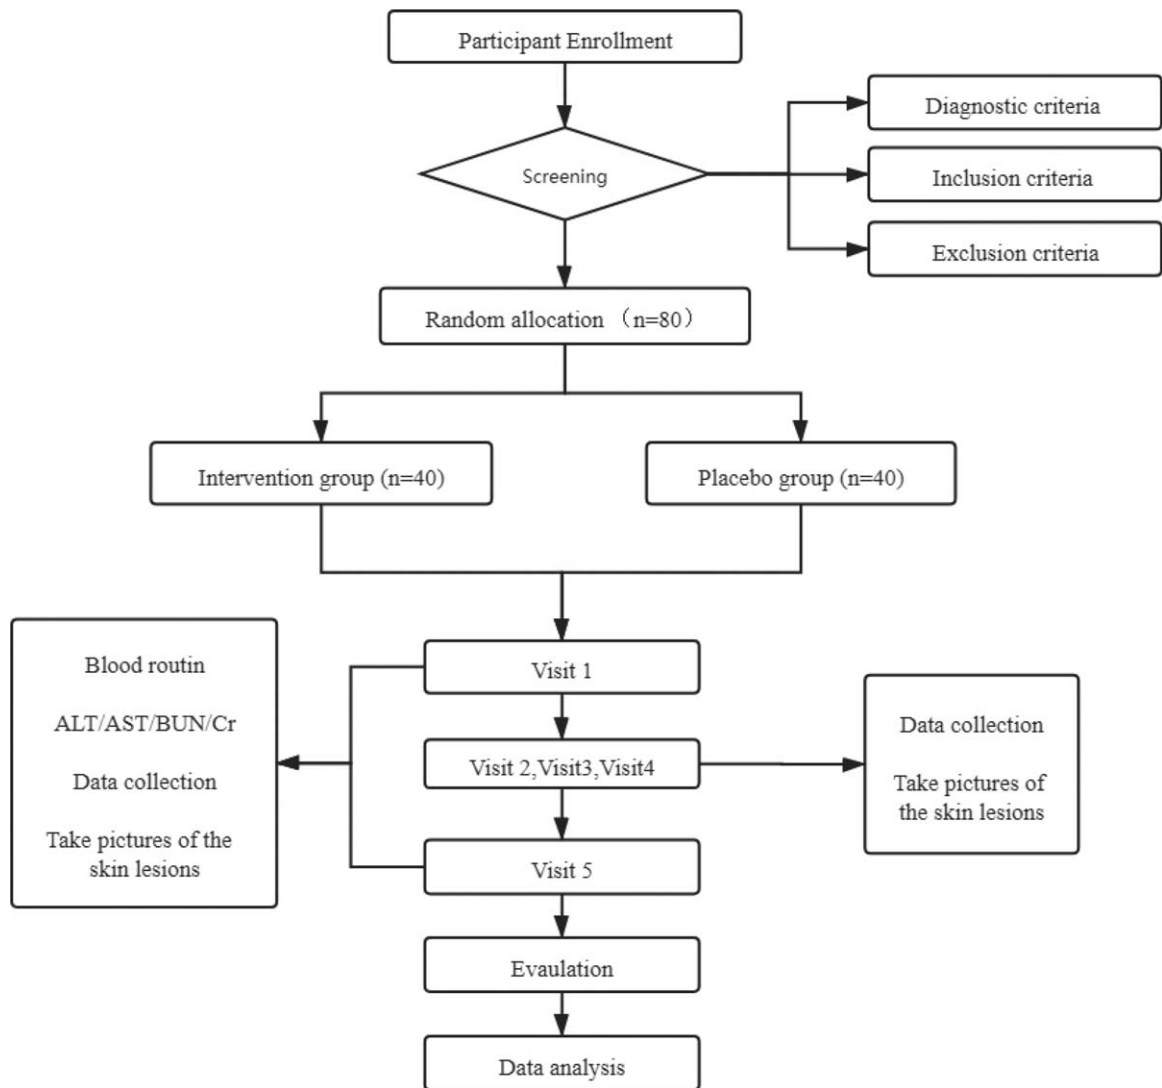 Participant Enrollment
Screening
Diagnostic criteria
Inclusion criteria
Exclusion criteria
Random allocation （n=80）
Intervention group (n=40)
Placebo group (n=40)
Blood routin
ALT/AST/BUN/Cr
Data collection
Take pictures of the
skin lesions
Visit 1
Visit 2,Visit3,Visit4
Visit 5
Data collection
Take pictures of
the skin lesions
Evaulation
Data analysis